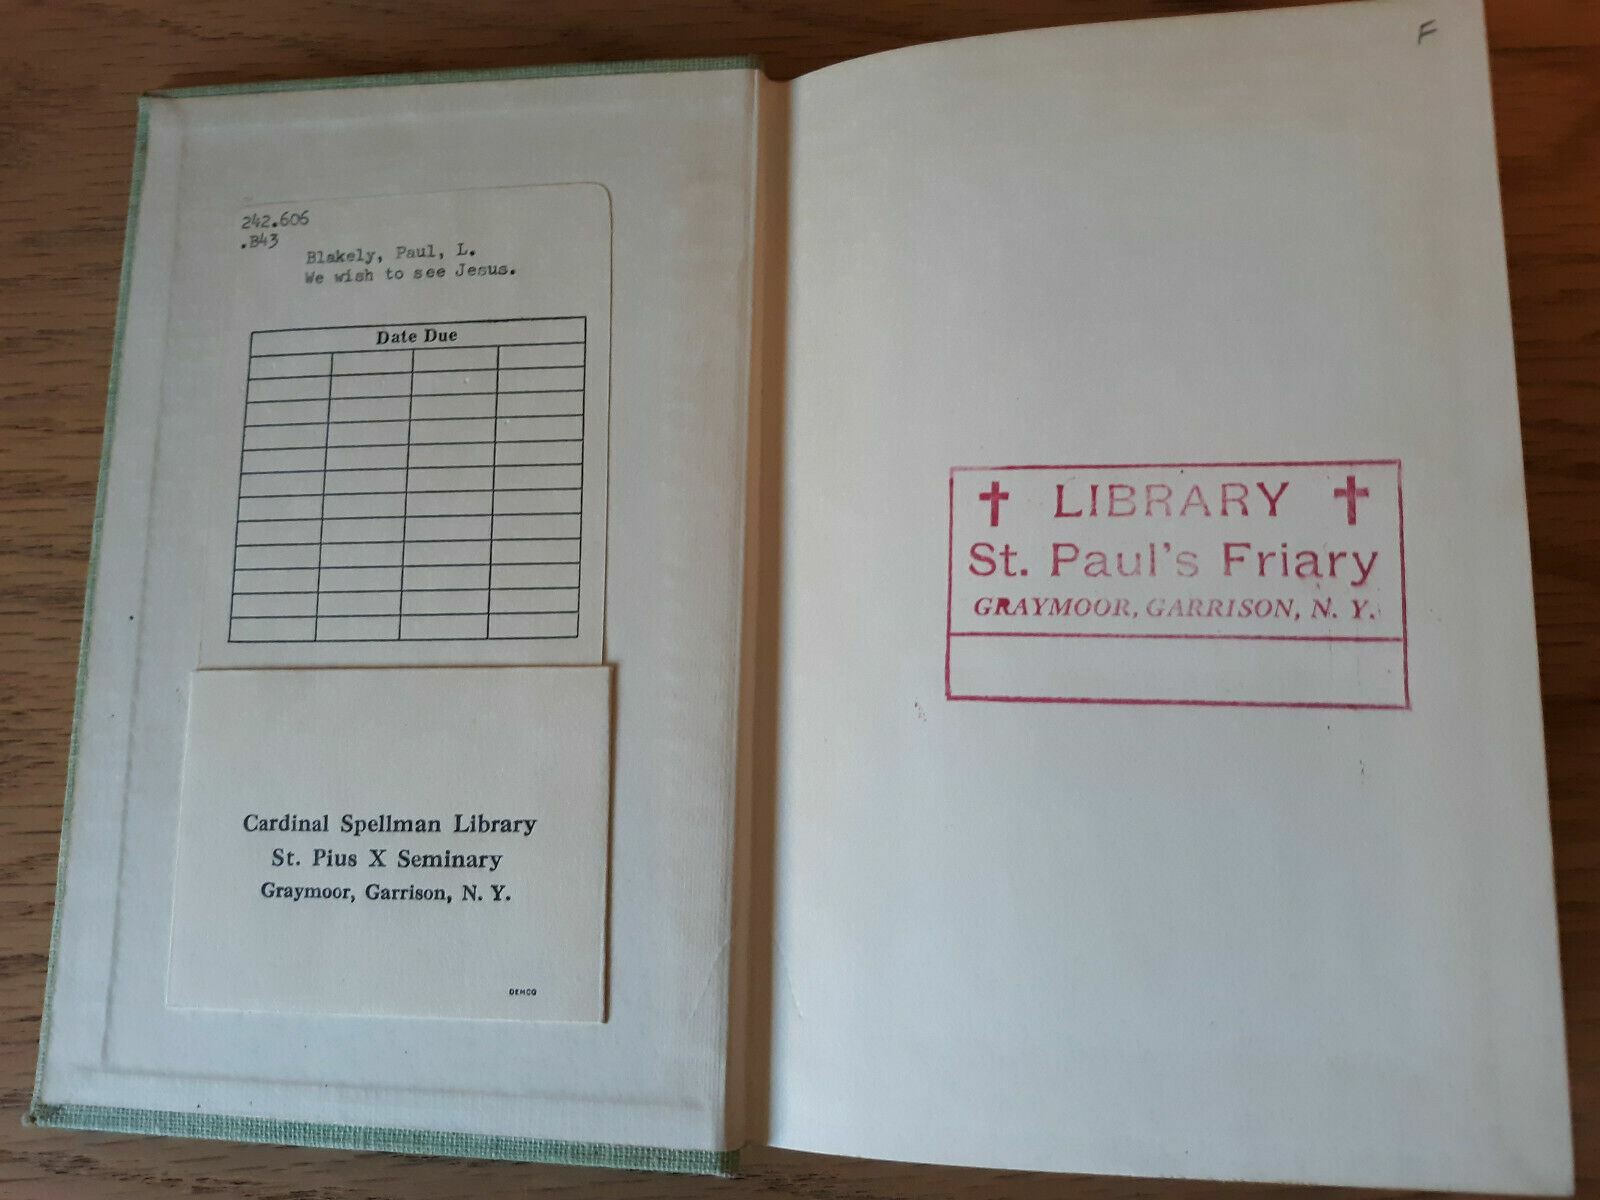 242.606
.B43
Blakely, Paul, L.
We wish to see Jesus.
Date Due
Cardinal Spellman Library
St. Pius X Seminary
Graymoor, Garrison, N. Y.
DEMCO
F
✝ LIBRARY ✝
St. Paul's Friary
GRAYMOOR, GARRISON, N. Y.